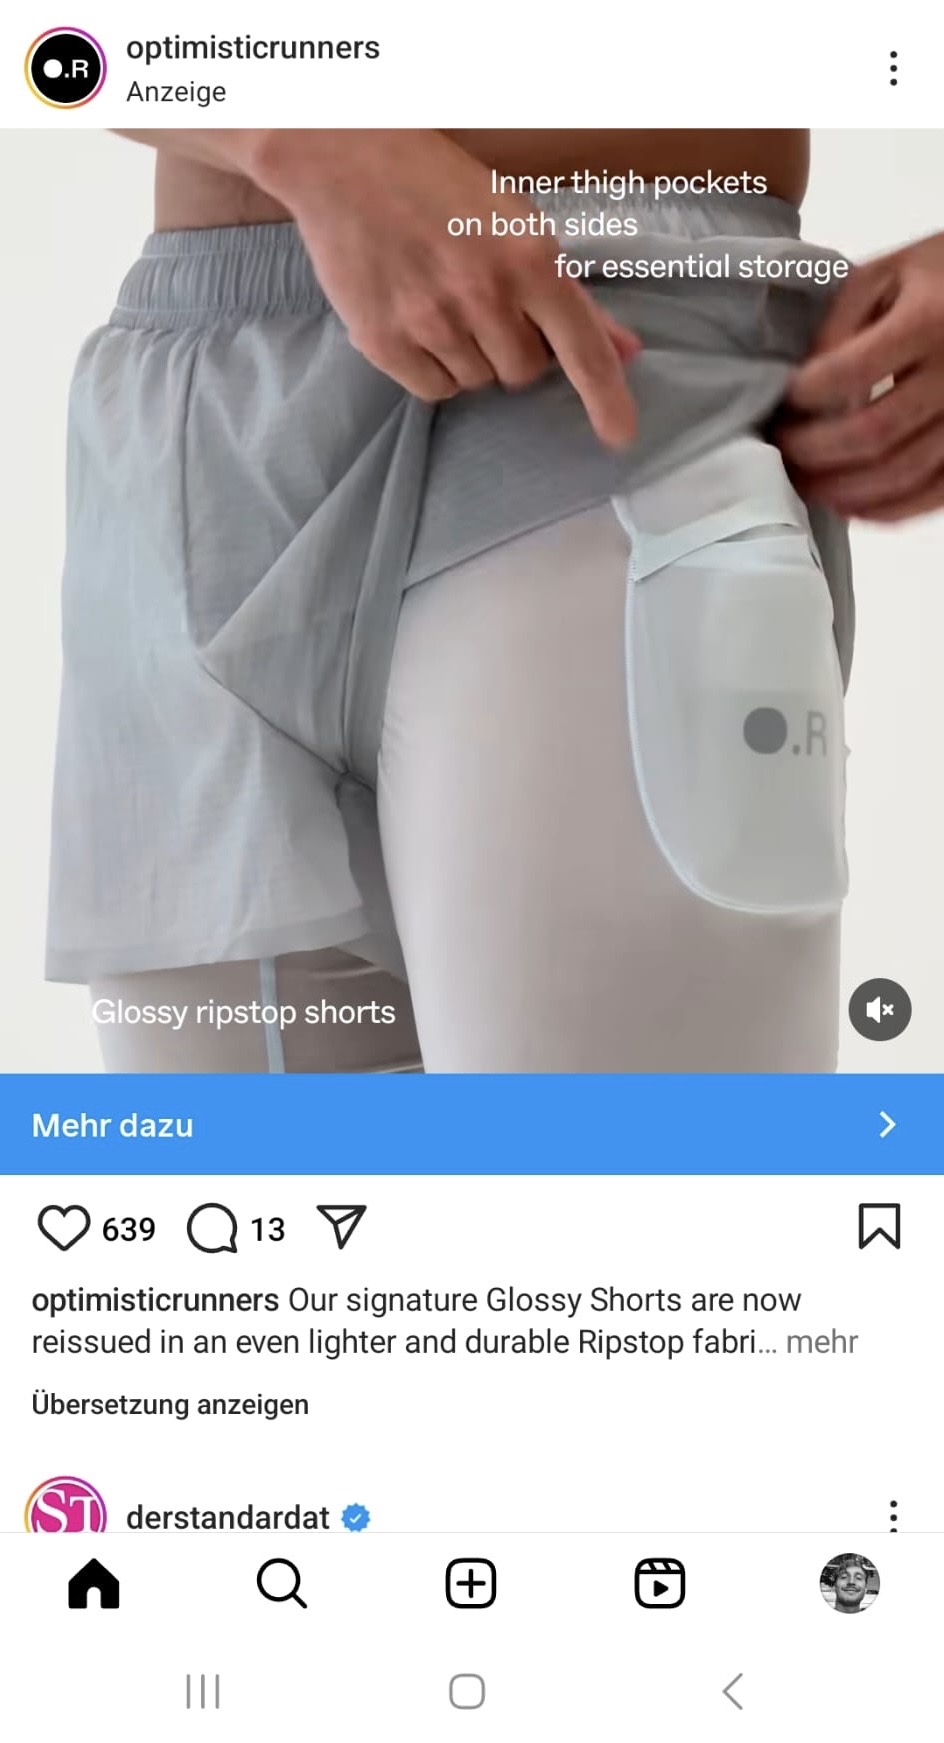 ●.R
optimisticrunners
Anzeige
Inner thigh pockets
on both sides
for essential storage
●.R
Glossy ripstop shorts
Mehr dazu
639
13
optimisticrunners Our signature Glossy Shorts are now
reissued in an even lighter and durable Ripstop fabri... mehr
Übersetzung anzeigen
ST
derstandardat